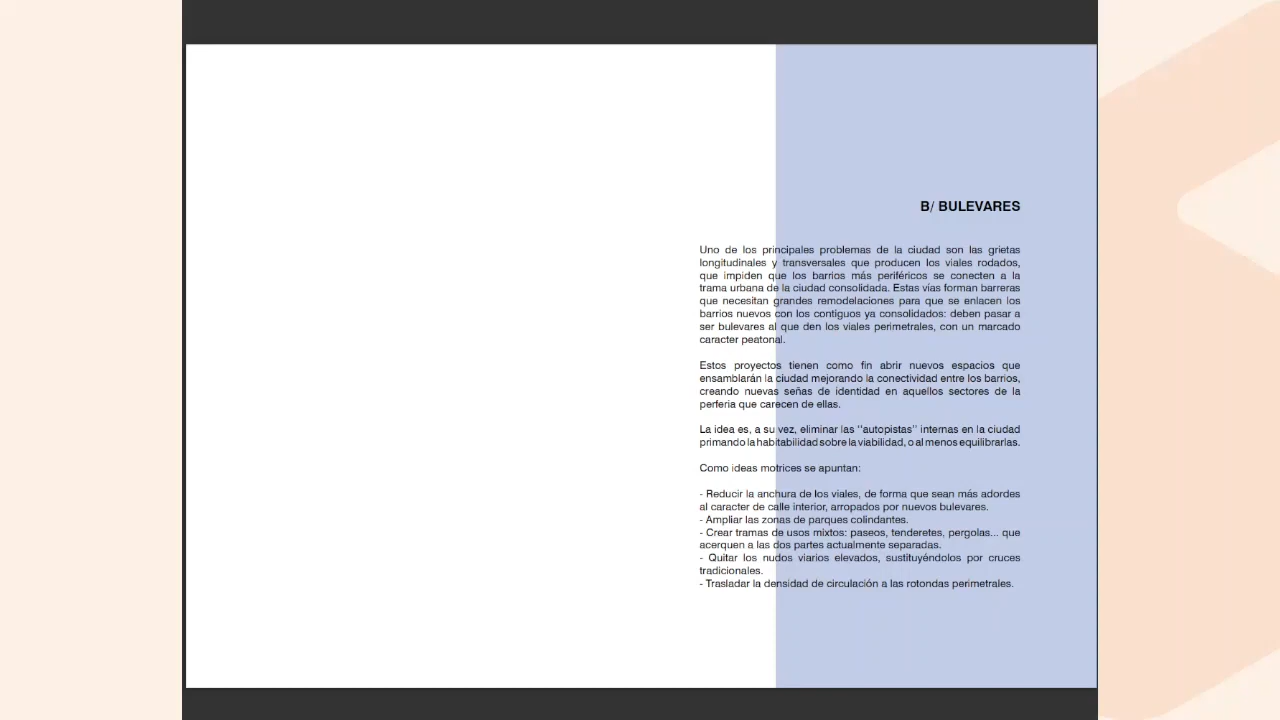 B/ BULEVARES
Uno de los principales problemas de la ciudad son las grietas
longitudinales y transversales que producen los viales rodados,
que impiden que los barrios más periféricos se conecten a la
trama urbana de la ciudad consolidada. Estas vías forman barreras
que necesitan grandes remodelaciones para que se enlacen los
barrios nuevos con los contiguos ya consolidados: deben pasar a
ser bulevares al que den los viales perimetrales, con un marcado
caracter peatonal.
Estos proyectos tienen como fin abrir nuevos espacios que
ensamblarán la ciudad mejorando la conectividad entre los barrios,
creando nuevas señas de identidad en aquellos sectores de la
perferia que carecen de ellas.
La idea es, a su vez, eliminar las ‘‘autopistas’’ internas en la ciudad
primando la habitabilidad sobre la viabilidad, o al menos equilibrarlas.
Como ideas motrices se apuntan:
- Reducir la anchura de los viales, de forma que sean más adordes
al caracter de calle interior, arropados por nuevos bulevares.
- Ampliar las zonas de parques colindantes.
- Crear tramas de usos mixtos: paseos, tenderetes, pergolas... que
acerquen a las dos partes actualmente separadas.
- Quitar los nudos viarios elevados, sustituyéndolos por cruces
tradicionales.
- Trasladar la densidad de circulación a las rotondas perimetrales.